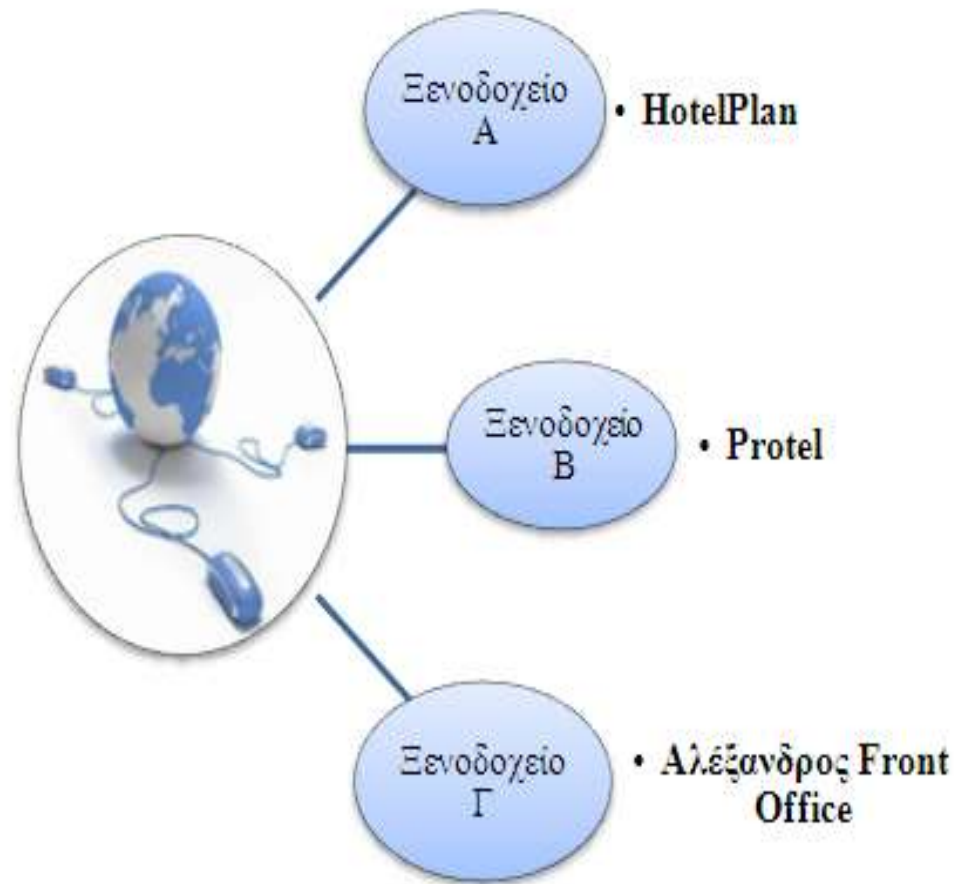 Ξενοδοχείο
Α
• HotelPlan
Ξενοδοχείο
Β
• Protel
Ξενοδοχείο
Γ
• Αλέξανδρος Front
Office